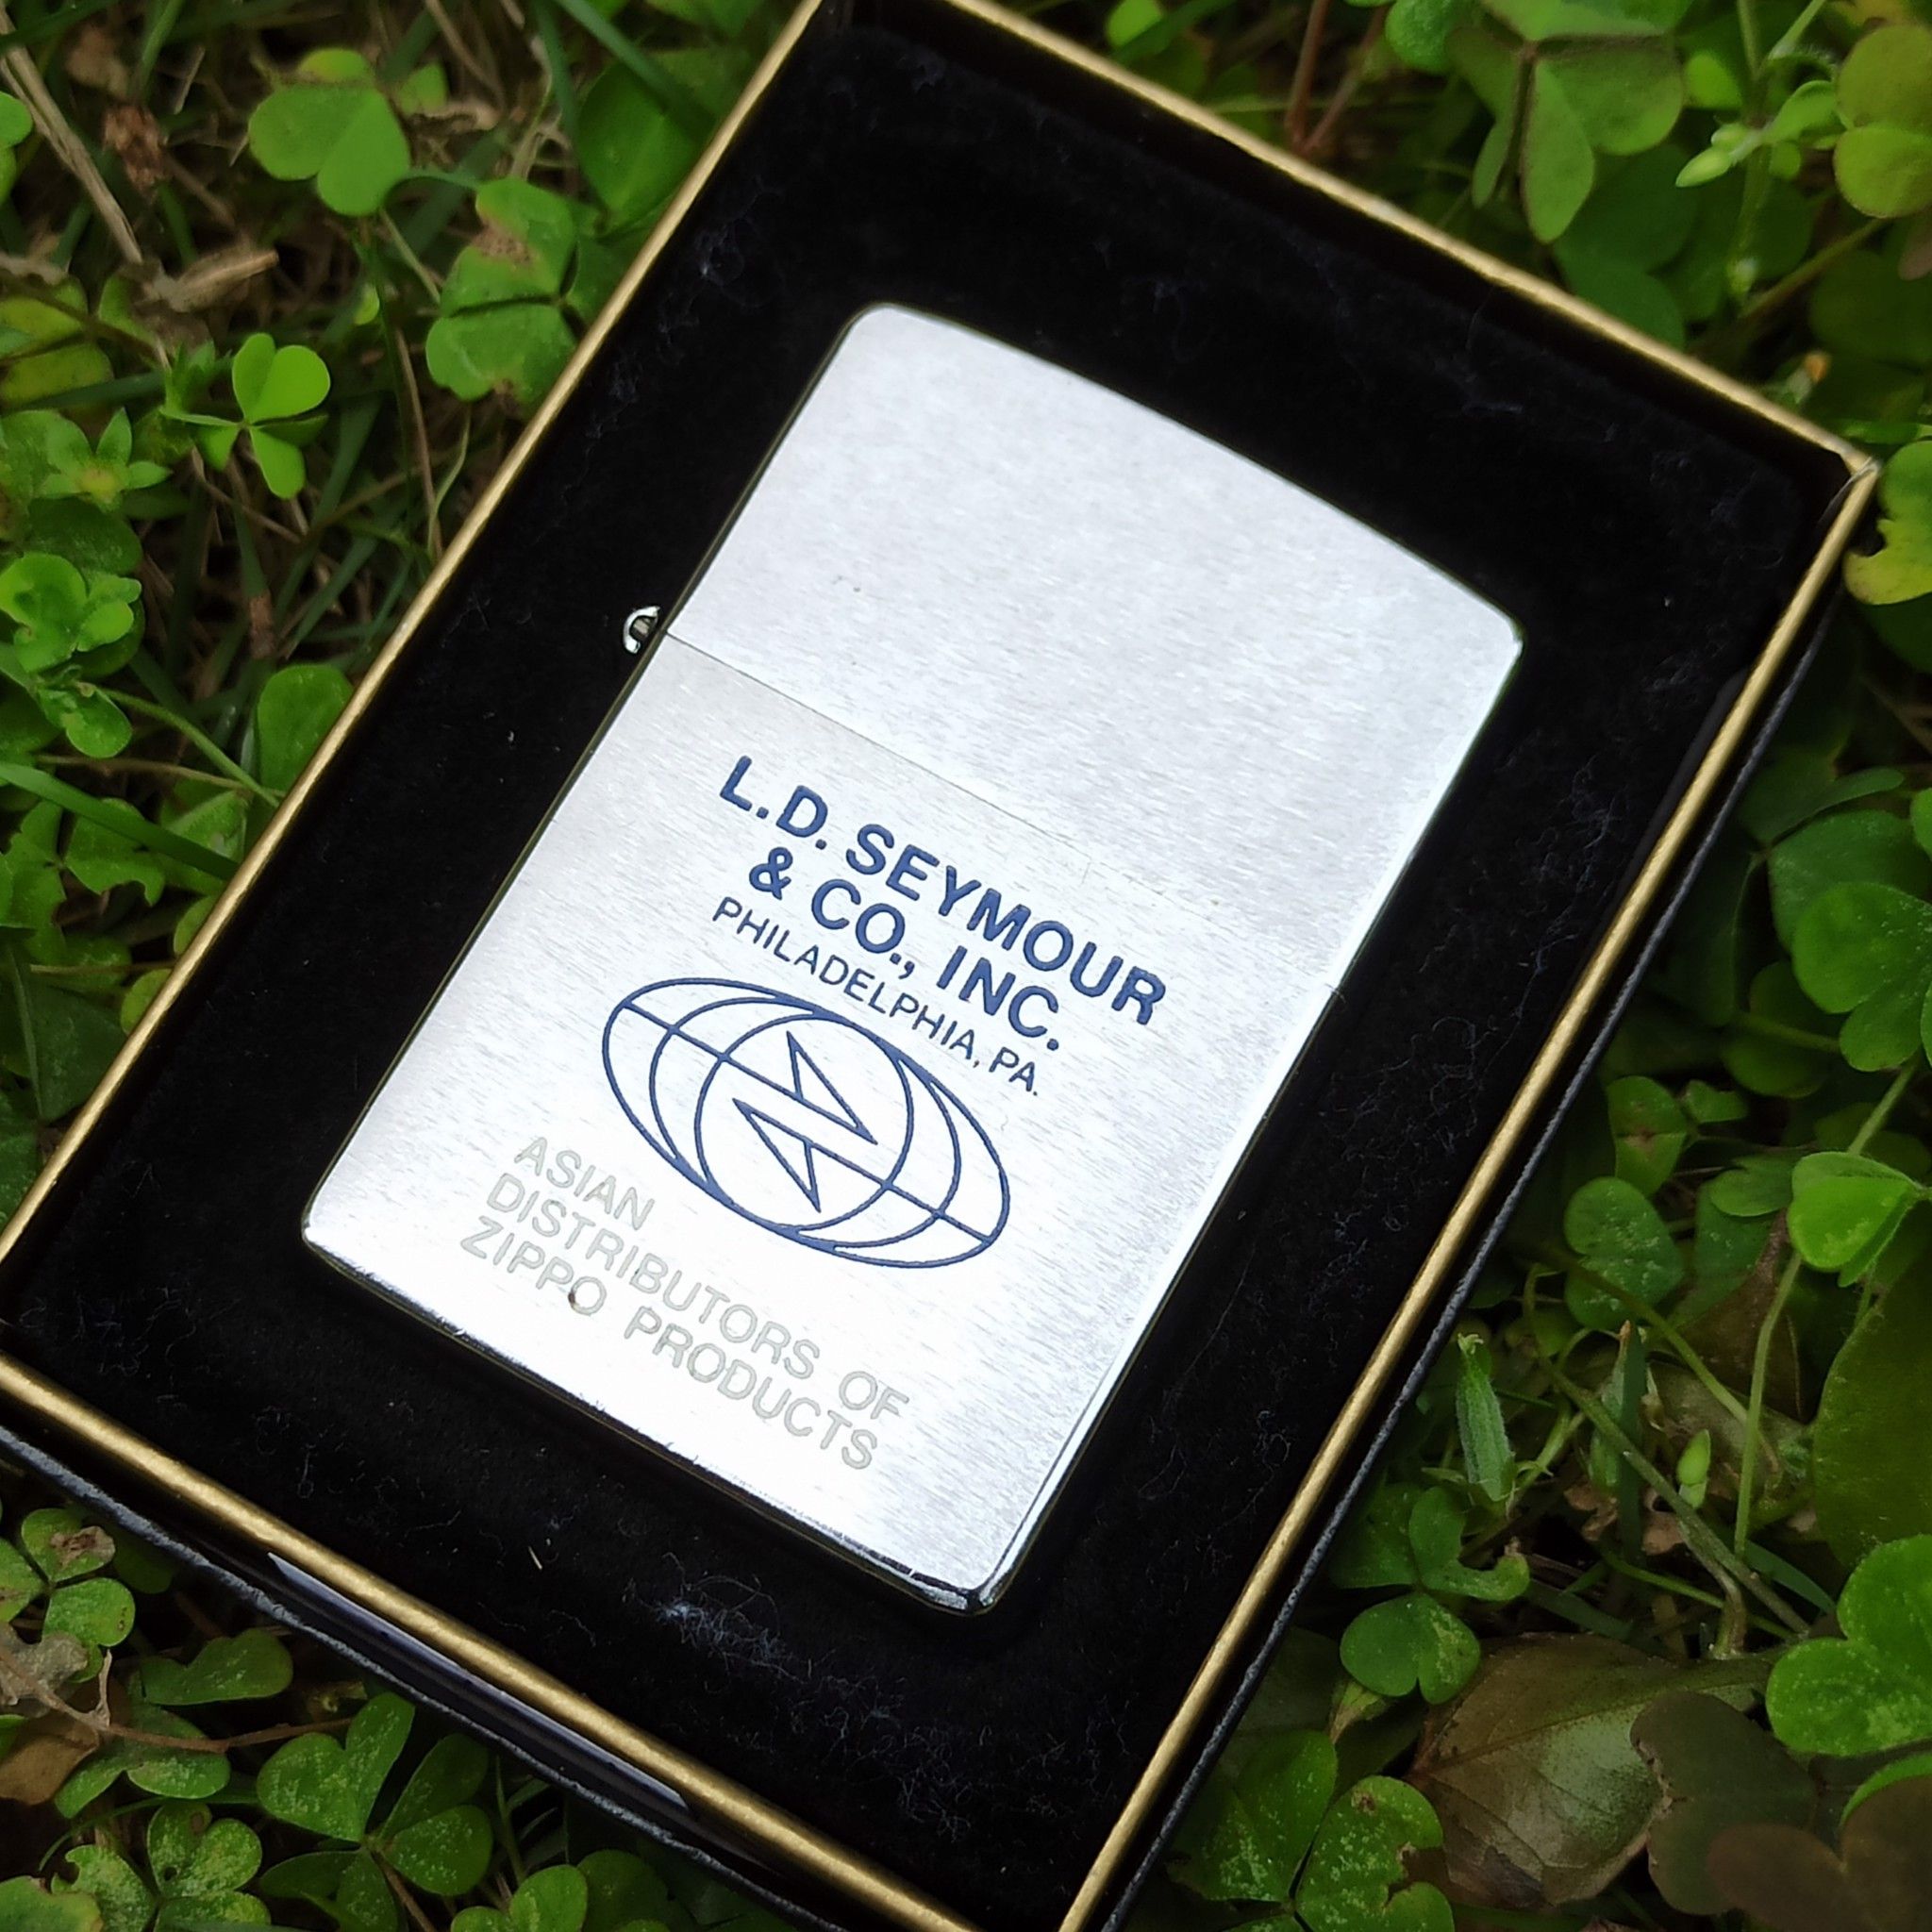 L.D. SEYMOUR
& CO., INC.
PHILADELPHIA, PA.
ASIAN
DISTRIBUTORS OF
ZIPPO PRODUCTS